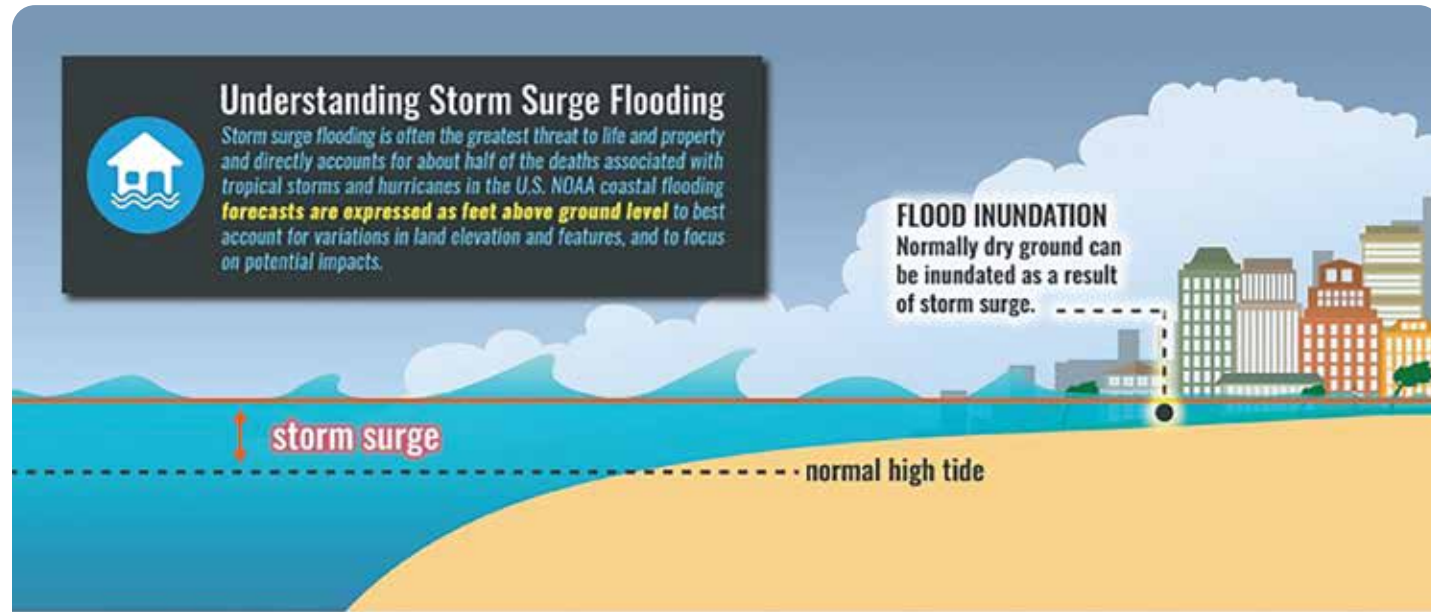 Understanding Storm Surge Flooding
Storm surge flooding is often the greatest threat to life and property
and directly accounts for about half of the deaths associated with
tropical storms and hurricanes in the U.S. NOAA coastal flooding
forecasts are expressed as feet above ground level to best
account for variations in land elevation and features, and to focus
on potential impacts.
FLOOD INUNDATION
Normally dry ground can
be inundated as a result
of storm surge.
storm surge
normal high tide